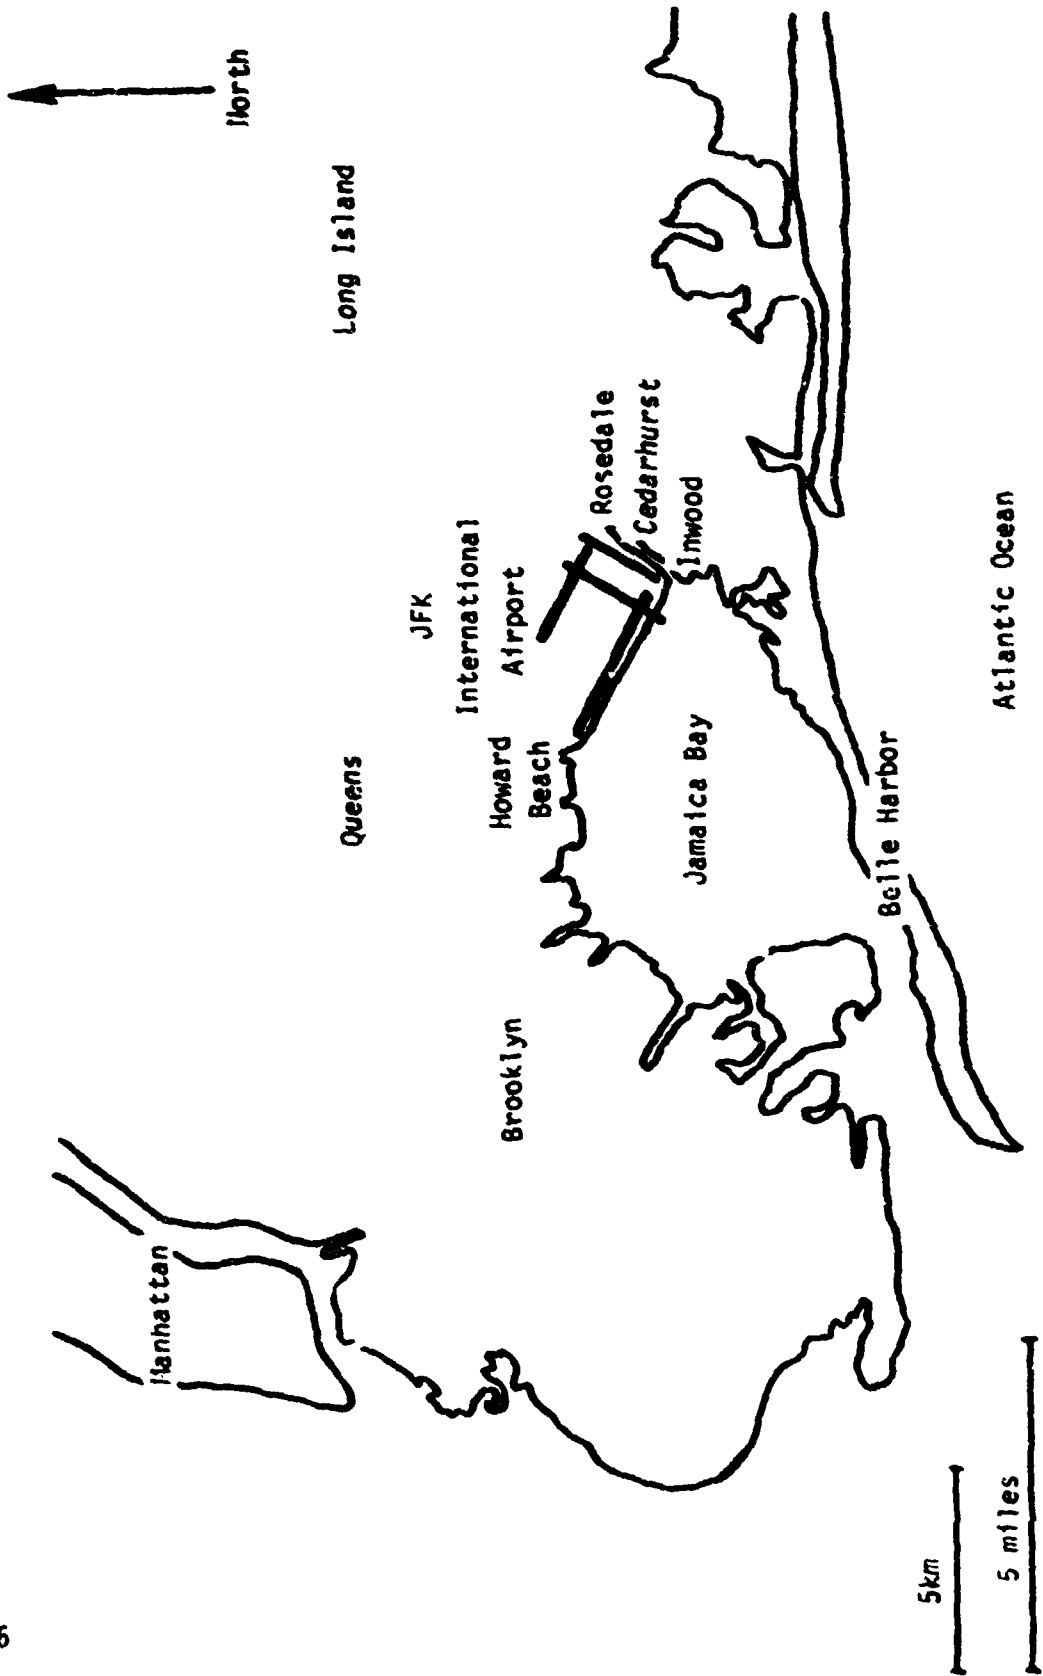 Manhattan
North
Queens
Long Island
JFK
International
Airport
Howard
Beach
Brooklyn
Rosedale
Cedarhurst
Inwood
Jamaica Bay
Belle Harbor
5km
5 miles
Atlantic Ocean